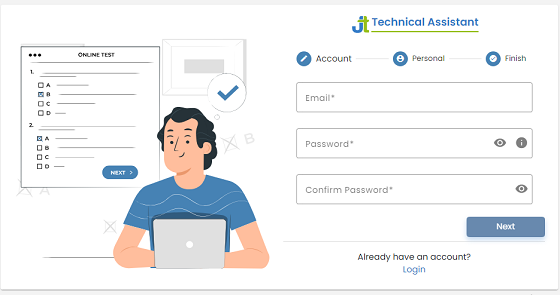 Jt Technical Assistant
Account
Personal
Finish
Email*
Password*
Confirm Password*
Next
Already have an account?
Login
ONLINE TEST
1.
A
B
C
D
2.
A
B
C
D
NEXT >
A
B